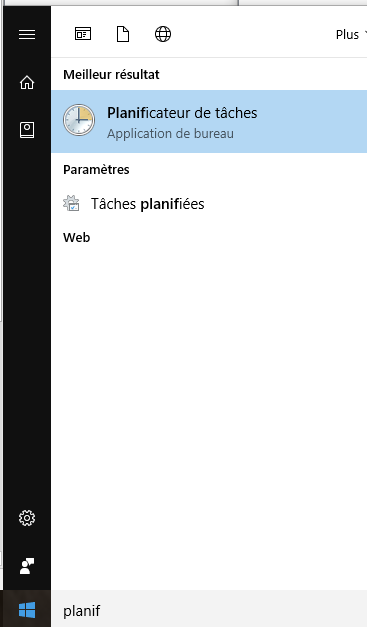 Plus
Meilleur résultat
Planificateur de tâches
Application de bureau
Paramètres
Tâches planifiées
Web
planif